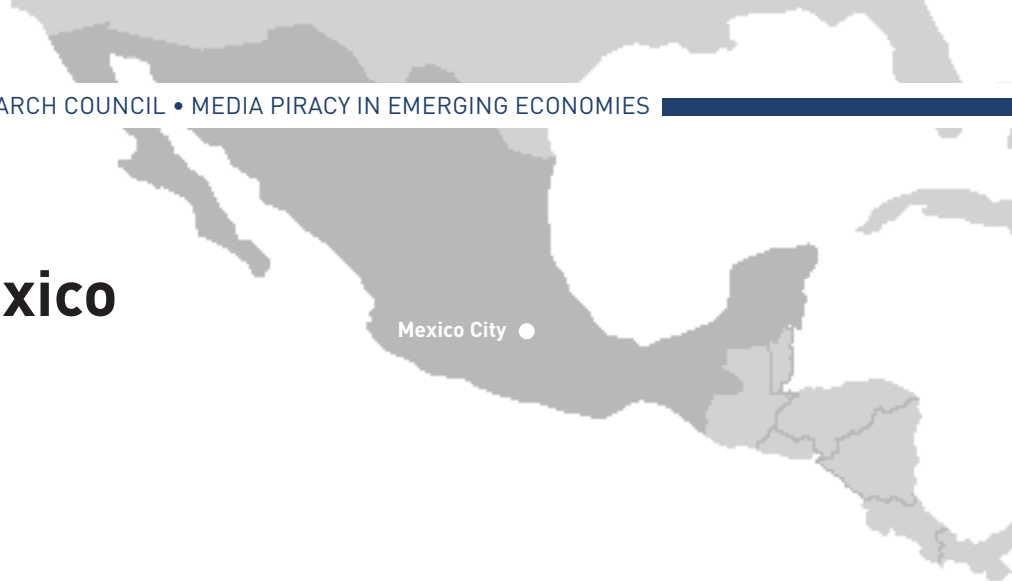 ARCH COUNCIL • MEDIA PIRACY IN EMERGING ECONOMIES
xico
Mexico City